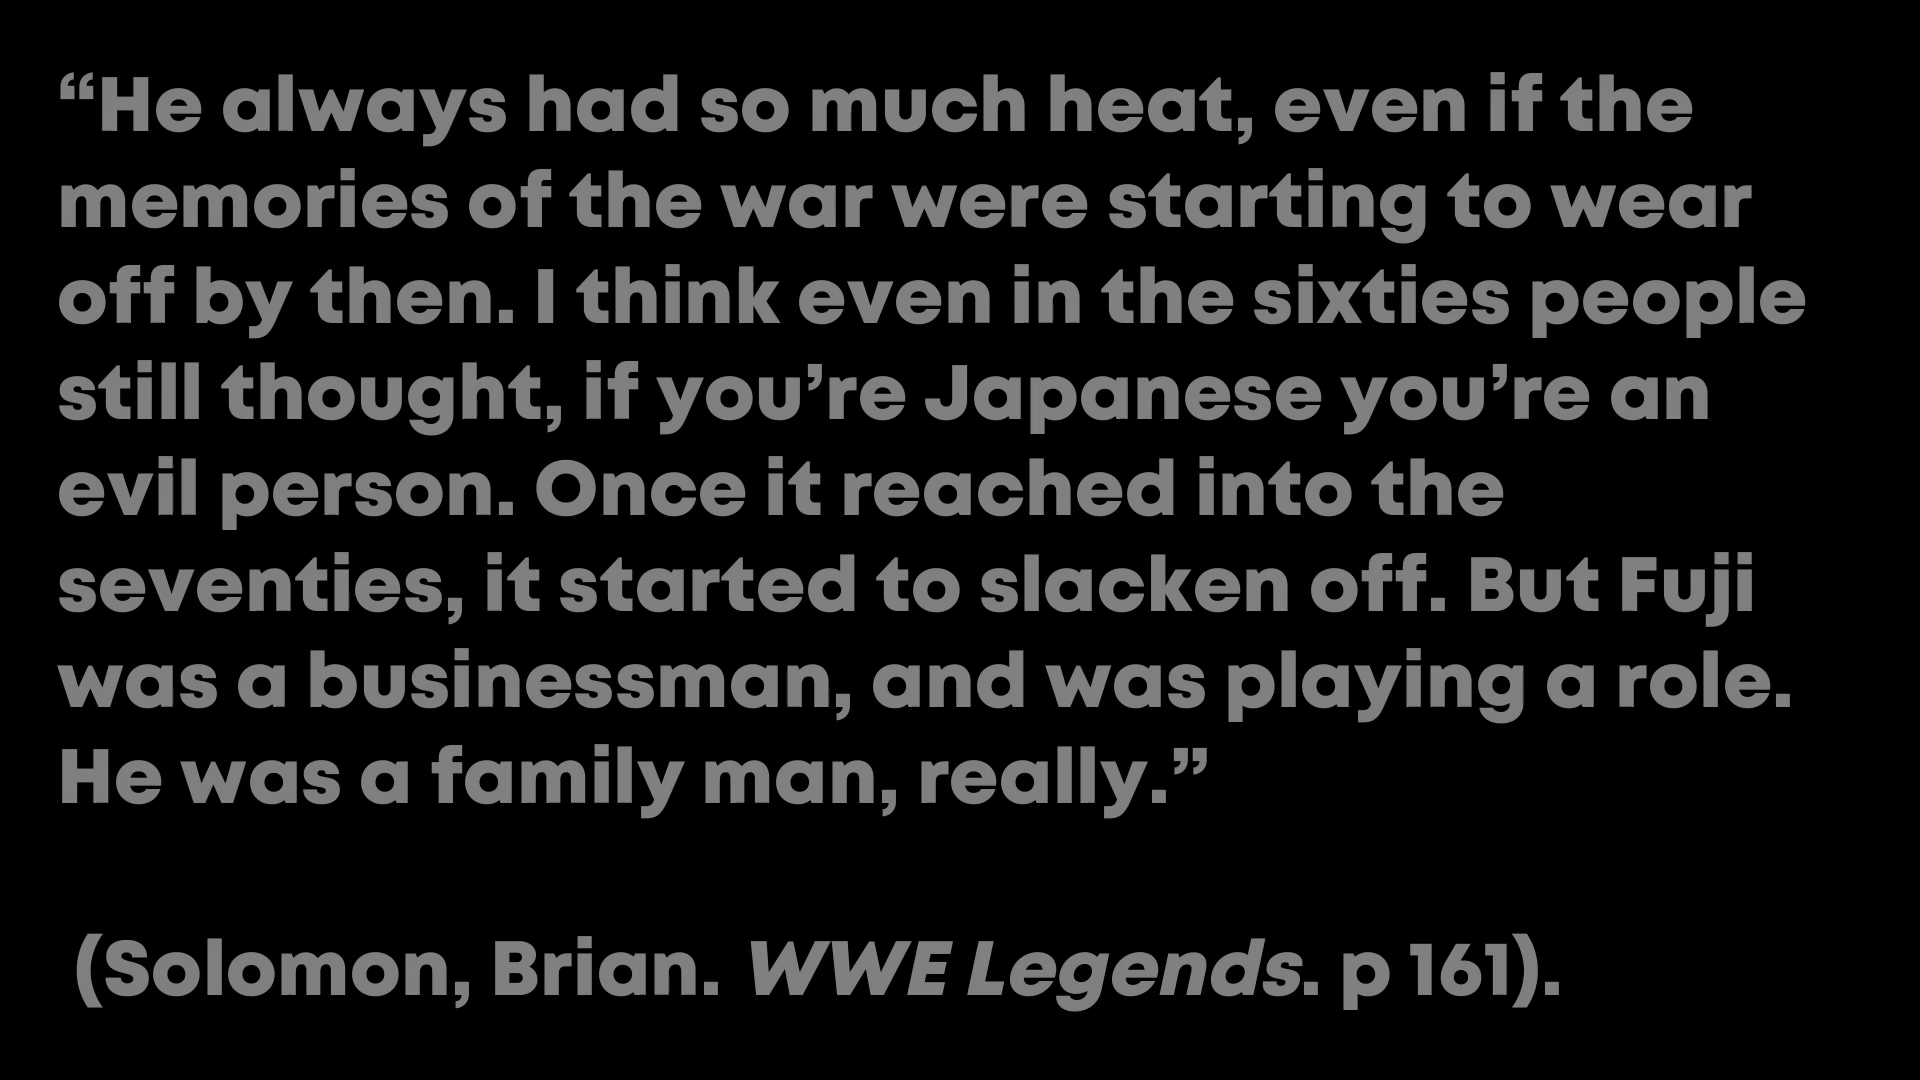 “He always had so much heat, even if the
memories of the war were starting to wear
off by then. I think even in the sixties people
still thought, if you’re Japanese you’re an
evil person. Once it reached into the
seventies, it started to slacken off. But Fuji
was a businessman, and was playing a role.
He was a family man, really.”
(Solomon, Brian. WWE Legends. p 161).